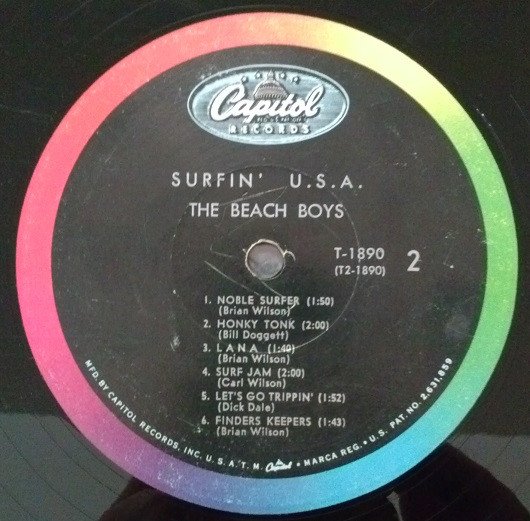 Capitol
RECORDS
SURFIN' U.S.A.
THE BEACH BOYS
T-1890
(T2-1890)
2
1. NOBLE SURFER (1:50)
(Brian Wilson)
2. HONKY TONK (2:00)
(Bill Doggett)
3. LANA (1:40)
(Brian Wilson)
4. SURF JAM (2:00)
(Carl Wilson)
5. LET'S GO TRIPPIN' (1:52)
(Dick Dale)
6. FINDERS KEEPERS (1:43)
(Brian Wilson)
MFD. BY CAPITOL RECORDS, INC. U. S. A. T. M. Capitol • MARCA REG. • U. S. PAT. NO. 2,631,859